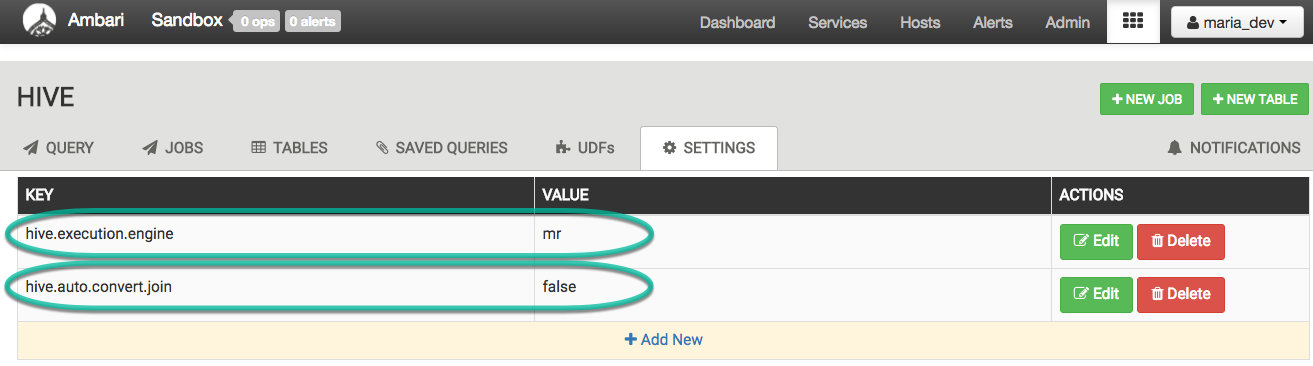 Ambari Sandbox 0 ops 0 alerts Dashboard Services Hosts Alerts Admin maria_dev
HIVE + NEW JOB + NEW TABLE
QUERY JOBS TABLES SAVED QUERIES UDFs SETTINGS NOTIFICATIONS
KEY VALUE ACTIONS
hive.execution.engine mr Edit Delete
hive.auto.convert.join false Edit Delete
+ Add New